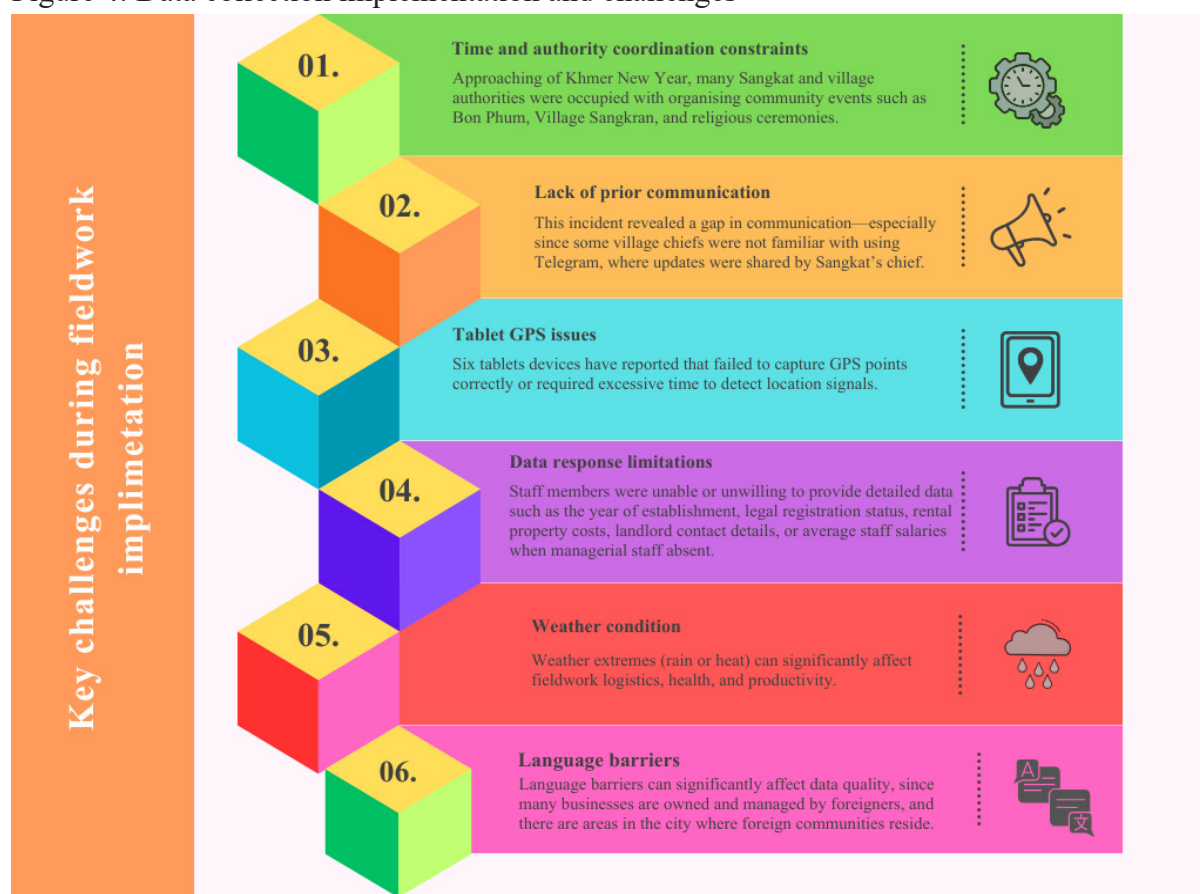 Figure 4. Data collection implementation and challenges
Key challenges during fieldwork
implimetation
01.
Time and authority coordination constraints
Approaching of Khmer New Year, many Sangkat and village
authorities were occupied with organising community events such as
Bon Phum, Village Sangkran, and religious ceremonies.
02.
Lack of prior communication
This incident revealed a gap in communication—especially
since some village chiefs were not familiar with using
Telegram, where updates were shared by Sangkat’s chief.
03.
Tablet GPS issues
Six tablets devices have reported that failed to capture GPS points
correctly or required excessive time to detect location signals.
04.
Data response limitations
Staff members were unable or unwilling to provide detailed data
such as the year of establishment, legal registration status, rental
property costs, landlord contact details, or average staff salaries
when managerial staff absent.
05.
Weather condition
Weather extremes (rain or heat) can significantly affect
fieldwork logistics, health, and productivity.
06.
Language barriers
Language barriers can significantly affect data quality, since
many businesses are owned and managed by foreigners, and
there are areas in the city where foreign communities reside.
A
文